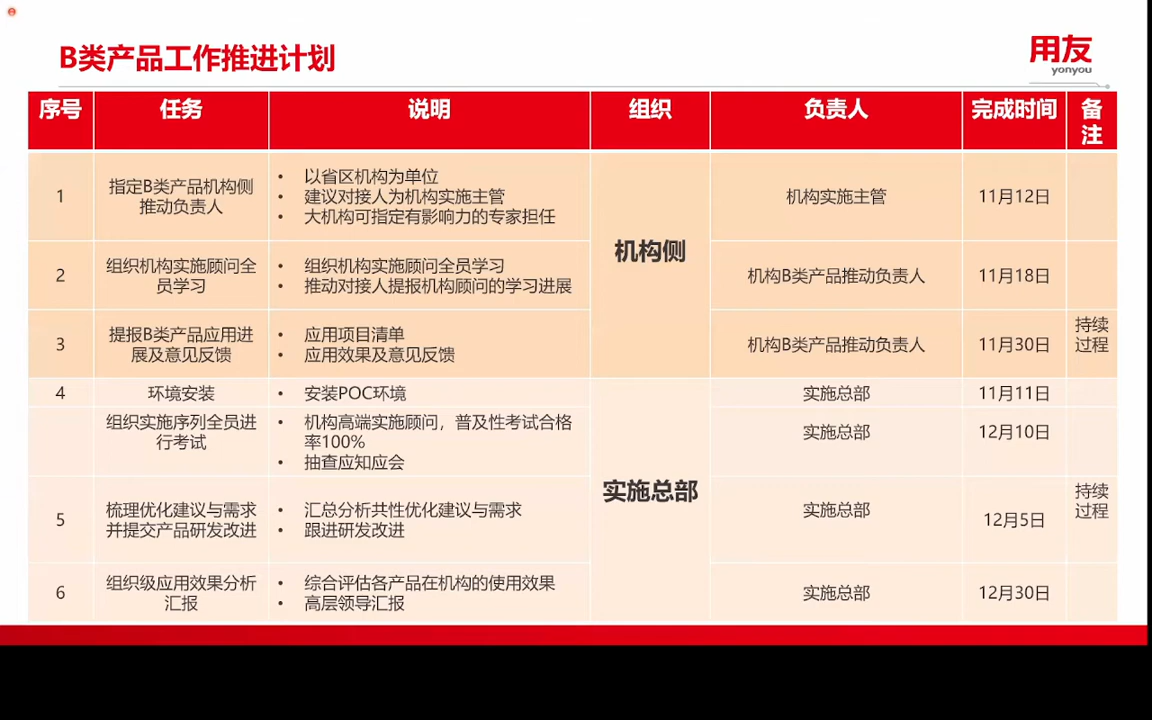 B类产品工作推进计划
用友
yonyou
序号 任务 说明 组织 负责人 完成时间 备注
1 指定B类产品机构侧推动负责人
• 以省区机构为单位
• 建议对接人为机构实施主管
• 大机构可指定有影响力的专家担任
机构侧
机构实施主管 11月12日
2 组织机构实施顾问全员学习
• 组织机构实施顾问全员学习
• 推动对接人提报机构顾问的学习进展
机构B类产品推动负责人 11月18日
3 提报B类产品应用进展及意见反馈
• 应用项目清单
• 应用效果及意见反馈
机构B类产品推动负责人 11月30日 持续过程
4 环境安装
• 安装POC环境
实施总部
实施总部 11月11日
组织实施序列全员进行考试
• 机构高端实施顾问，普及性考试合格率100%
• 抽查应知应会
实施总部 12月10日
5 梳理优化建议与需求并提交产品研发改进
• 汇总分析共性优化建议与需求
• 跟进研发改进
实施总部 12月5日 持续过程
6 组织级应用效果分析汇报
• 综合评估各产品在机构的使用效果
• 高层领导汇报
实施总部 12月30日